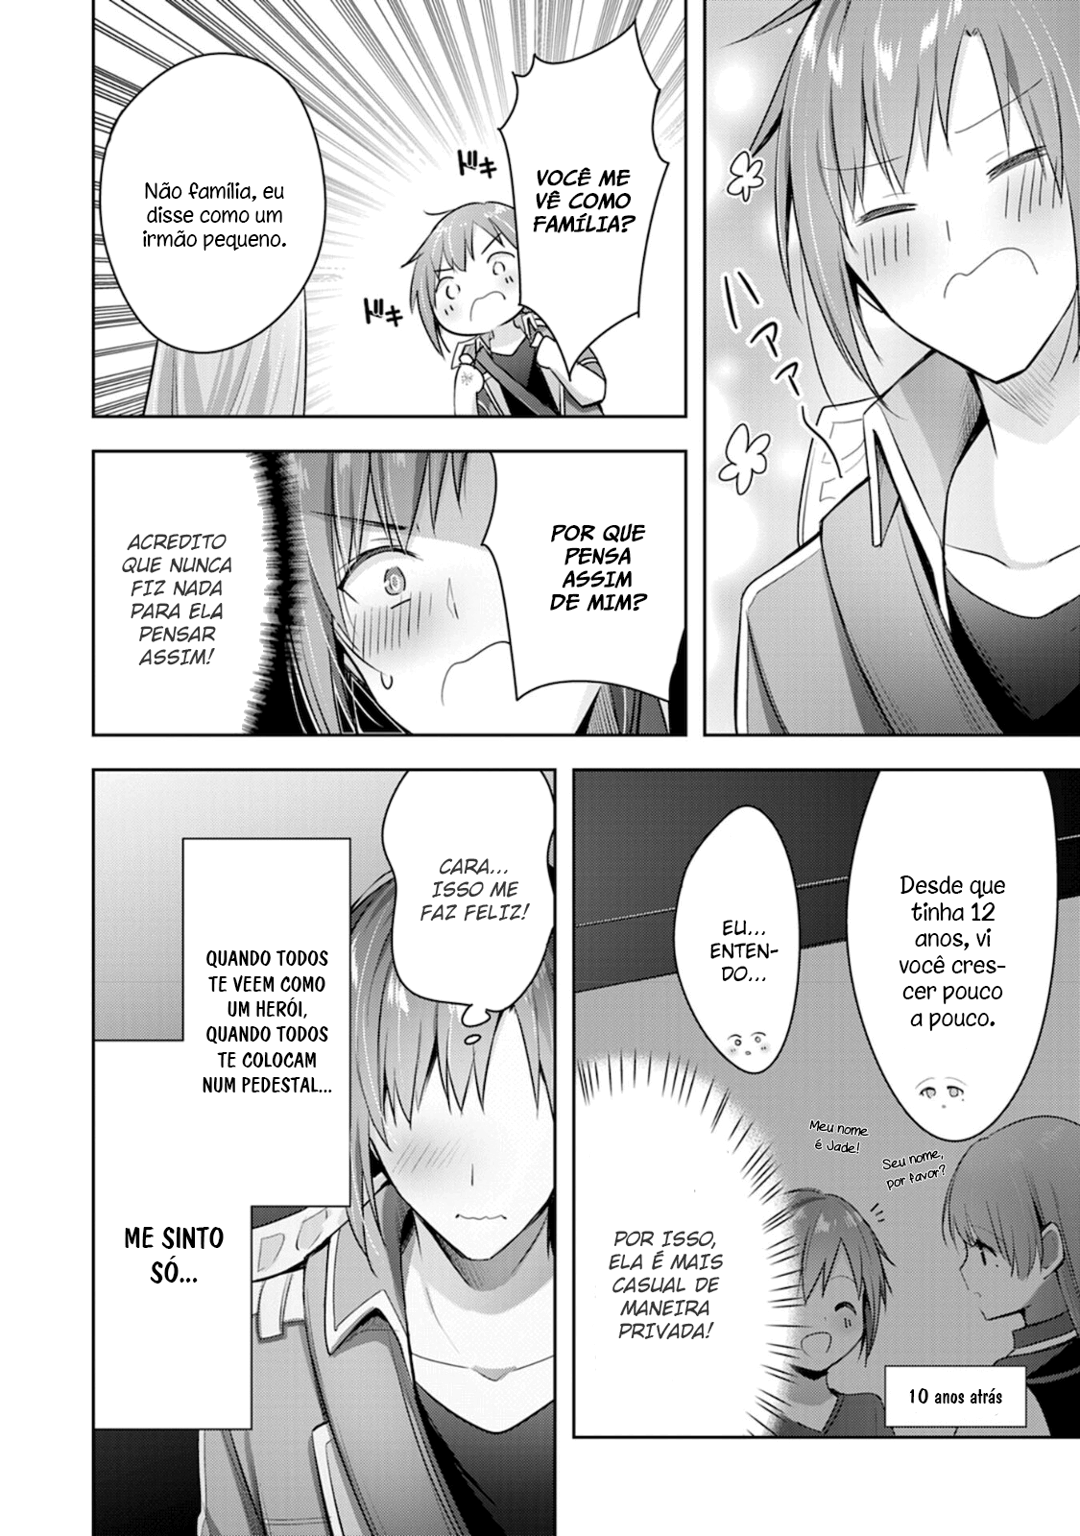 ハァァァ…
VOCÊ ME
VÊ COMO
FAMÍLIA?
ドキ
ドキ
Não família, eu
disse como um
irmão pequeno.
POR QUE
PENSA
ASSIM
DE MIM?
ACREDITO
QUE NUNCA
FIZ NADA
PARA ELA
PENSAR
ASSIM!
Desde que
tinha 12
anos, vi
você cres-
cer pouco
a pouco.
EU...
ENTEN-
DO...
Meu nome
é Jade!
Seu nome,
por favor?
POR ISSO,
ELA É MAIS
CASUAL DE
MANEIRA
PRIVADA!
10 anos atrás
CARA...
ISSO ME
FAZ FELIZ!
QUANDO TODOS
TE VEEM COMO
UM HERÓI,
QUANDO TODOS
TE COLOCAM
NUM PEDESTAL...
ME SINTO
SÓ...